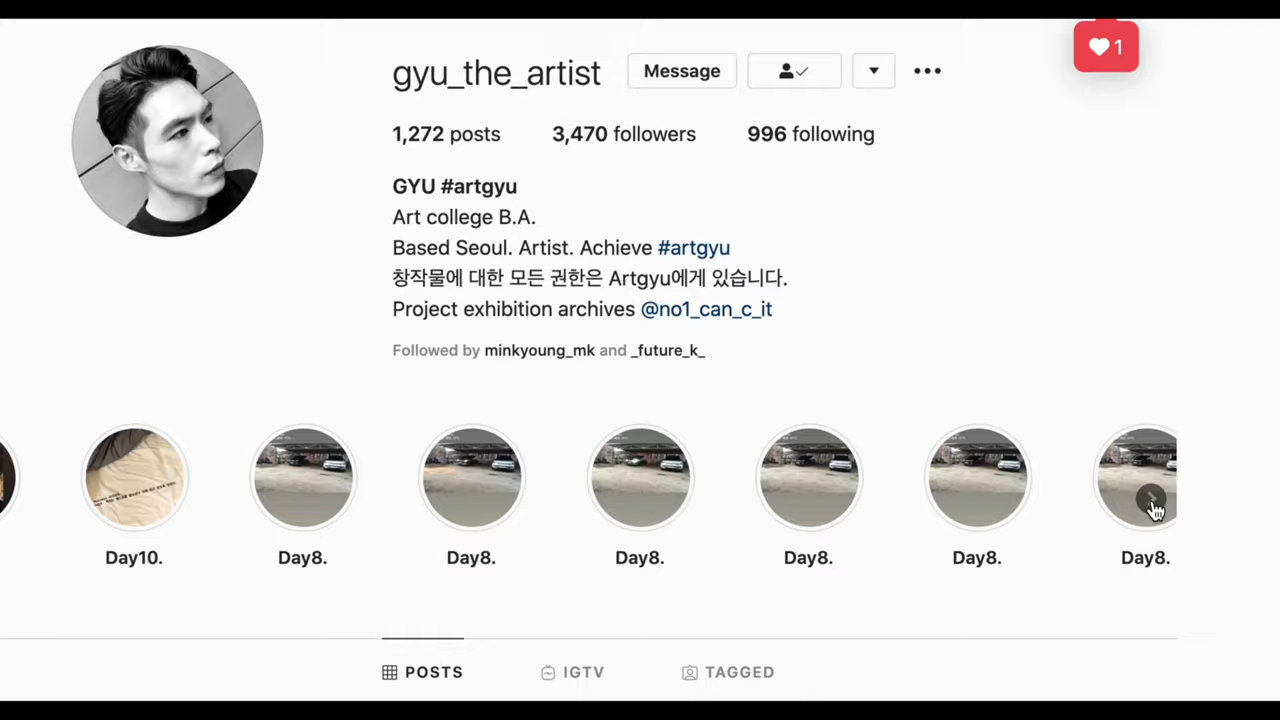 gyu_the_artist Message
1
1,272 posts 3,470 followers 996 following
GYU #artgyu
Art college B.A.
Based Seoul. Artist. Achieve #artgyu
창작물에 대한 모든 권한은 Artgyu에게 있습니다.
Project exhibition archives @no1_can_c_it
Followed by minkyoung_mk and _future_k_
Day10. Day8. Day8. Day8. Day8. Day8. Day8.
POSTS IGTV TAGGED